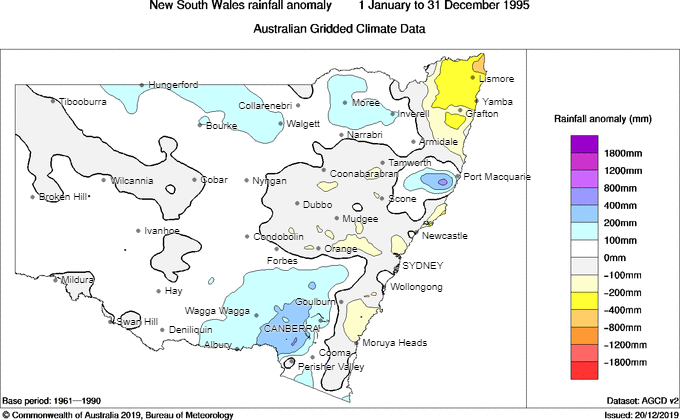 New South Wales rainfall anomaly 1 January to 31 December 1995
Australian Gridded Climate Data
Hungerford
Tibooburra
Collarenebri
Moree
Lismore
Yamba
Bourke
Walgett
Inverell
Grafton
Narrabri
Armidale
Wilcannia
Cobar
Nyngan
Tamworth
Coonabarabran
Port Macquarie
Broken Hill
Dubbo
Scone
Mudgee
Ivanhoe
Condobolin
Newcastle
Orange
Forbes
SYDNEY
Mildura
Hay
Wollongong
Goulburn
Wagga Wagga
Swan Hill
Deniliquin
CANBERRA
Albury
Moruya Heads
Cooma
Perisher Valley
Rainfall anomaly (mm)
1800mm
1200mm
800mm
400mm
200mm
100mm
0mm
-100mm
-200mm
-400mm
-800mm
-1200mm
-1800mm
Base period: 1961—1990
Dataset: AGCD v2
© Commonwealth of Australia 2019, Bureau of Meteorology
Issued: 20/12/2019